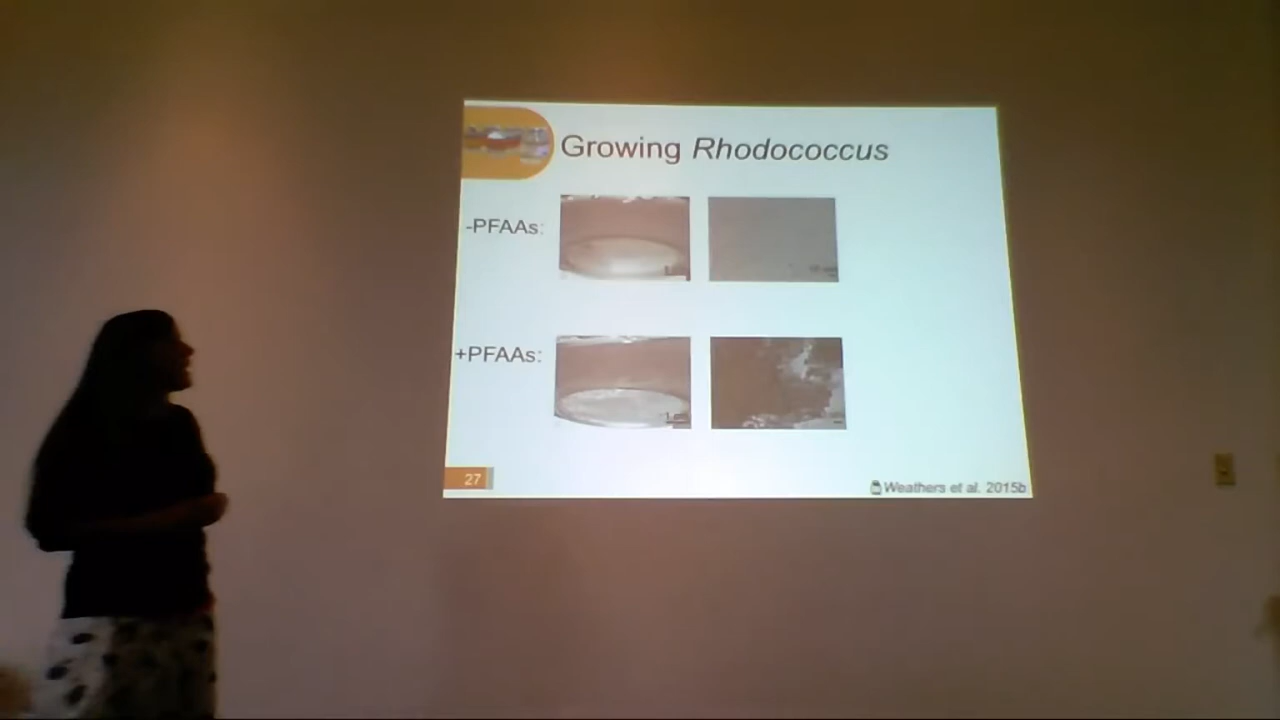 Growing Rhodococcus
-PFAAs:
+PFAAs:
27
Weathers et al. 2015b